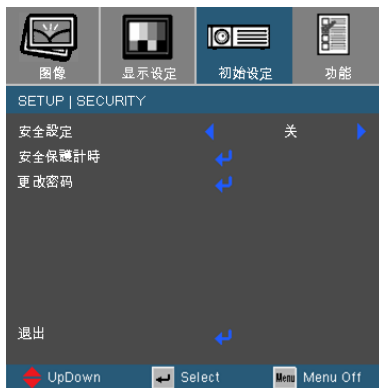 图像 显示设定 初始设定 功能
SETUP | SECURITY
安全設定 关
安全保護計時
更改密码
退出
UpDown Select Menu Menu Off